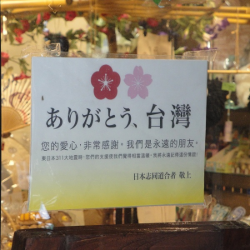 ありがとう、台灣
您的愛心，非常感謝。我們是永遠的朋友。
日本志同道合者 敬上